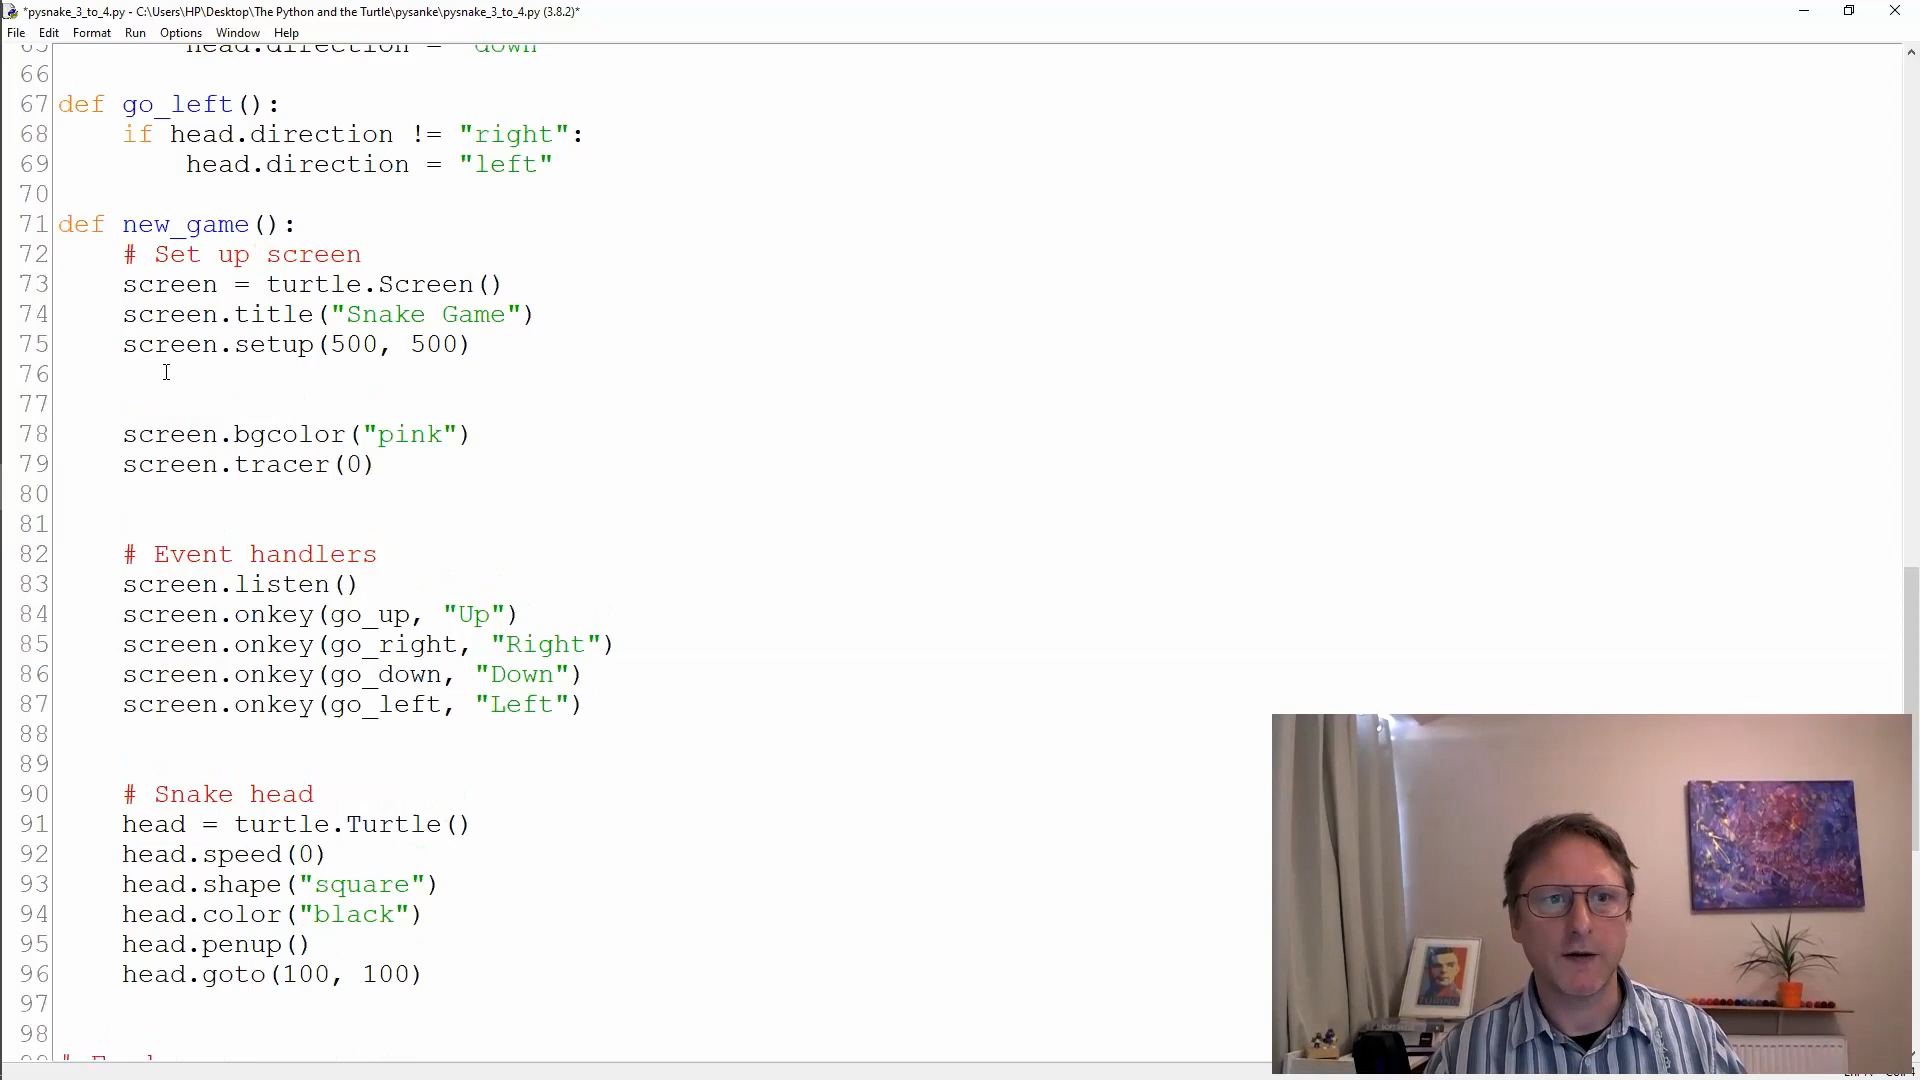 *pysnake_3_to_4.py - C:\Users\HP\Desktop\The Python and the Turtle\pysanke\pysnake_3_to_4.py (3.8.2)*
File Edit Format Run Options Window Help
65 head.direction = "down"
66
67 def go_left():
68 if head.direction != "right":
69 head.direction = "left"
70
71 def new_game():
72 # Set up screen
73 screen = turtle.Screen()
74 screen.title("Snake Game")
75 screen.setup(500, 500)
76
77
78 screen.bgcolor("pink")
79 screen.tracer(0)
80
81
82 # Event handlers
83 screen.listen()
84 screen.onkey(go_up, "Up")
85 screen.onkey(go_right, "Right")
86 screen.onkey(go_down, "Down")
87 screen.onkey(go_left, "Left")
88
89
90 # Snake head
91 head = turtle.Turtle()
92 head.speed(0)
93 head.shape("square")
94 head.color("black")
95 head.penup()
96 head.goto(100, 100)
97
98